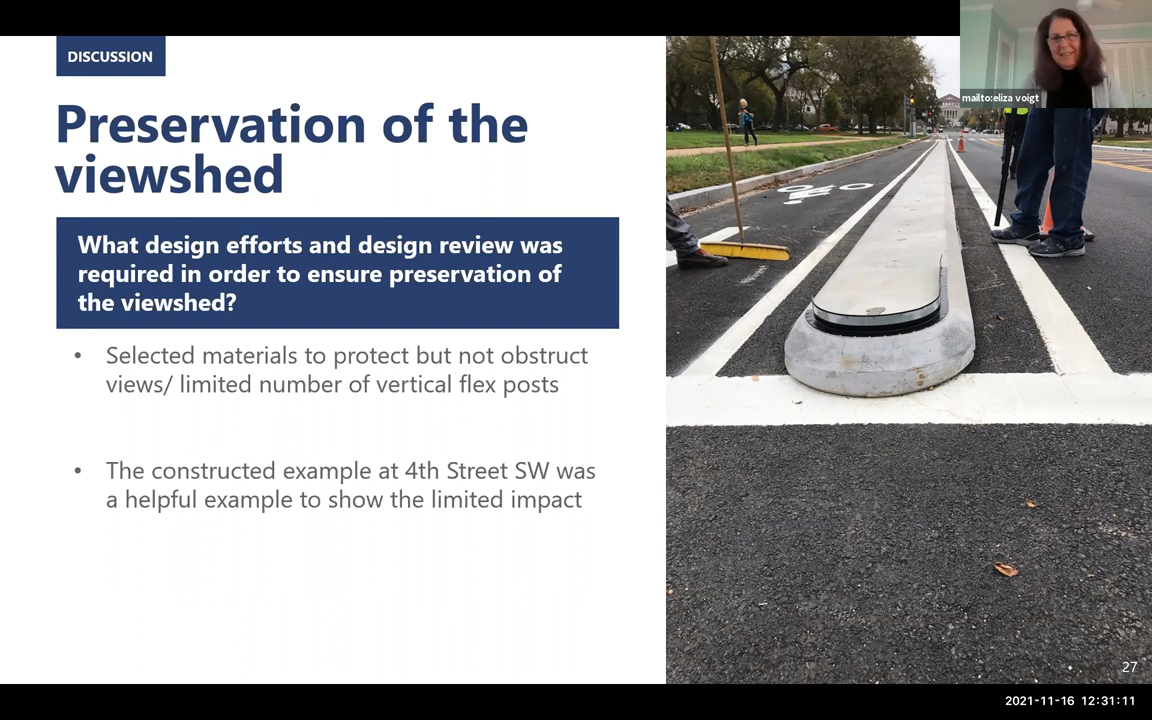 DISCUSSION
Preservation of the
viewshed
What design efforts and design review was
required in order to ensure preservation of
the viewshed?
• Selected materials to protect but not obstruct
views/ limited number of vertical flex posts
• The constructed example at 4th Street SW was
a helpful example to show the limited impact
mailto:eliza voigt
27
2021-11-16 12:31:11